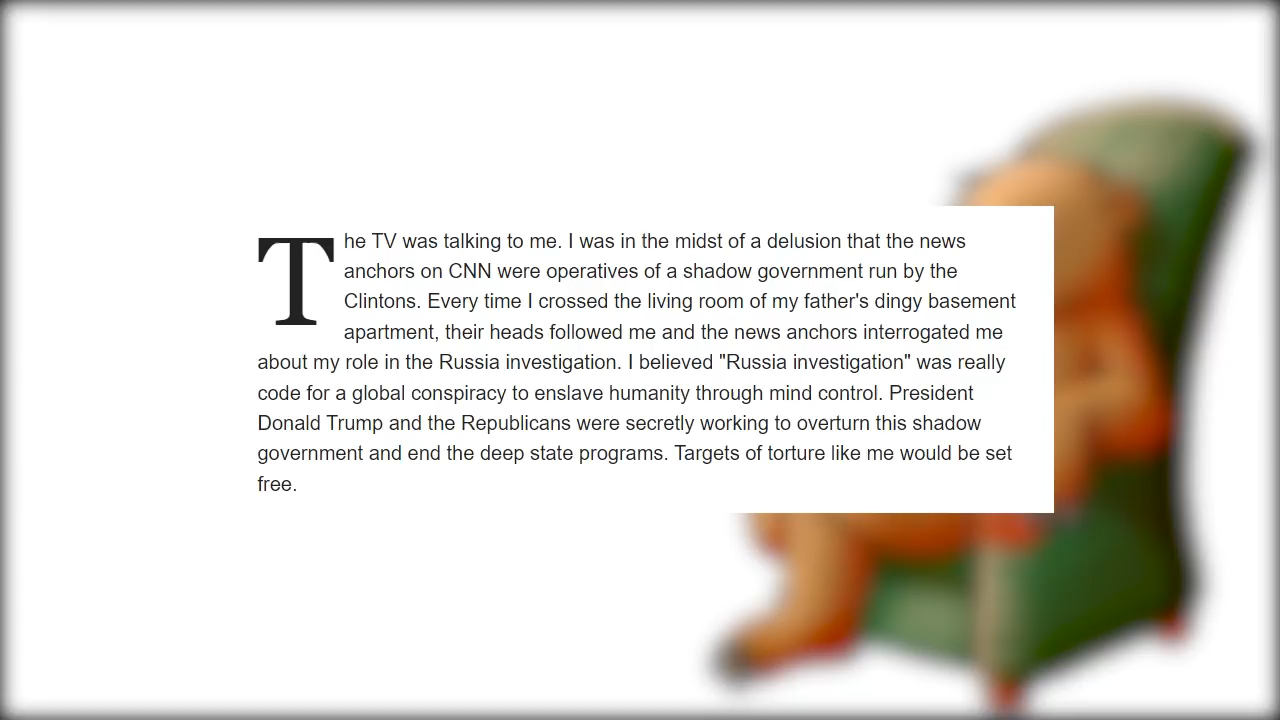 The TV was talking to me. I was in the midst of a delusion that the news
anchors on CNN were operatives of a shadow government run by the
Clintons. Every time I crossed the living room of my father's dingy basement
apartment, their heads followed me and the news anchors interrogated me
about my role in the Russia investigation. I believed "Russia investigation" was really
code for a global conspiracy to enslave humanity through mind control. President
Donald Trump and the Republicans were secretly working to overturn this shadow
government and end the deep state programs. Targets of torture like me would be set
free.